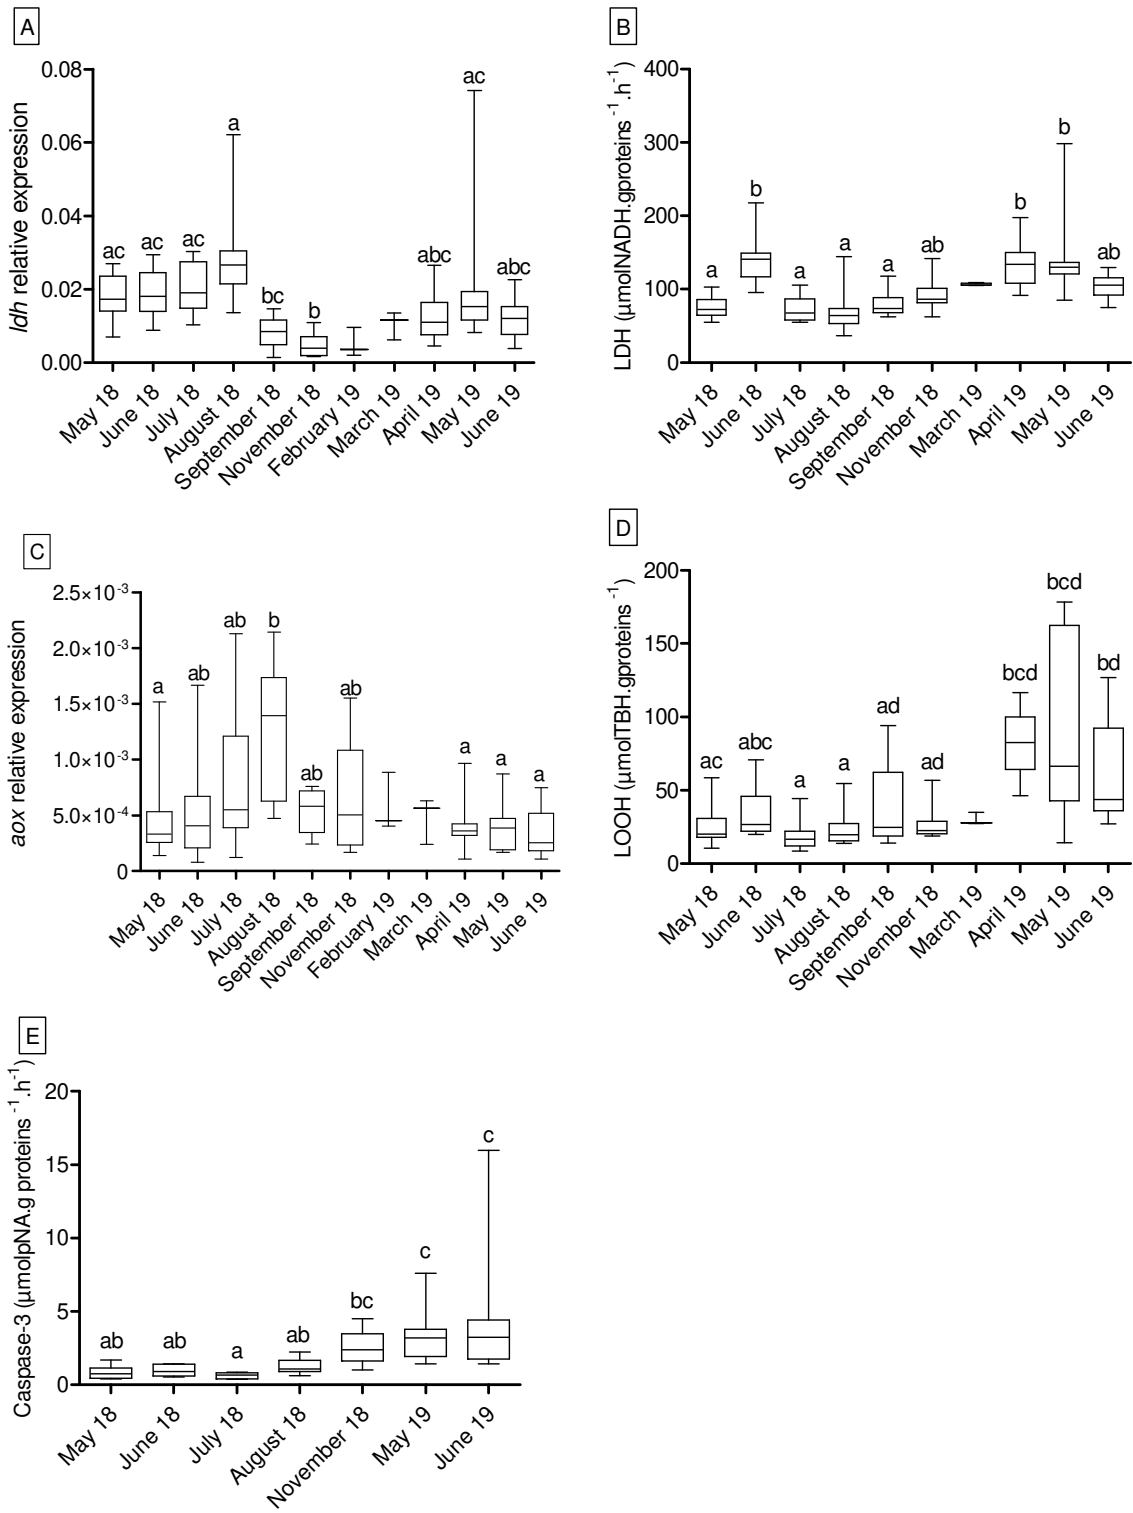 A
ldh relative expression
0.08
0.06
0.04
0.02
0.00
ac
ac
ac
a
bc
b
abc
ac
abc
May 18
June 18
July 18
August 18
September 18
November 18
February 19
March 19
April 19
May 19
June 19
B
LDH (µmolNADH.gproteins⁻¹.h⁻¹)
400
300
200
100
0
a
b
a
a
a
ab
b
b
ab
May 18
June 18
July 18
August 18
September 18
November 18
March 19
April 19
May 19
June 19
C
aox relative expression
2.5×10⁻³
2.0×10⁻³
1.5×10⁻³
1.0×10⁻³
5.0×10⁻⁴
0
a
ab
ab
b
ab
ab
a
a
a
May 18
June 18
July 18
August 18
September 18
November 18
February 19
March 19
April 19
May 19
June 19
D
LOOH (µmolTBH.gproteins⁻¹)
200
150
100
50
0
ac
abc
a
a
ad
ad
bcd
bcd
bd
May 18
June 18
July 18
August 18
September 18
November 18
March 19
April 19
May 19
June 19
E
Caspase-3 (µmolpNA.g proteins⁻¹.h⁻¹)
20
15
10
5
0
ab
ab
a
ab
bc
c
c
May 18
June 18
July 18
August 18
November 18
May 19
June 19